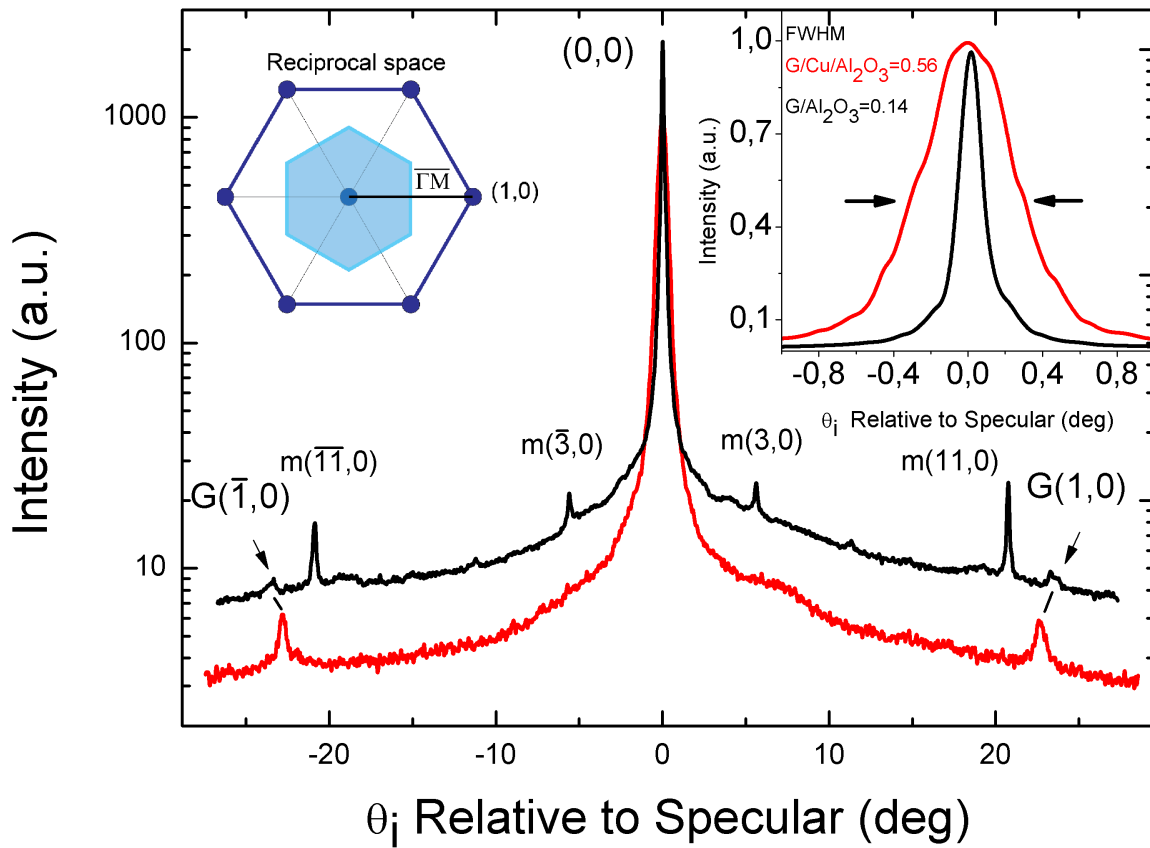 Reciprocal space
Γ̅M̅
(1,0)
(0,0)
FWHM
G/Cu/Al₂O₃=0.56
G/Al₂O₃=0.14
1,0
0,7
0,4
0,1
Intensity (a.u.)
-0,8 -0,4 0,0 0,4 0,8
θᵢ Relative to Specular (deg)
1000
100
10
Intensity (a.u.)
G(1̅,0)
m(1̅1̅,0)
m(3̅,0)
m(3,0)
m(11,0)
G(1,0)
-20 -10 0 10 20
θᵢ Relative to Specular (deg)